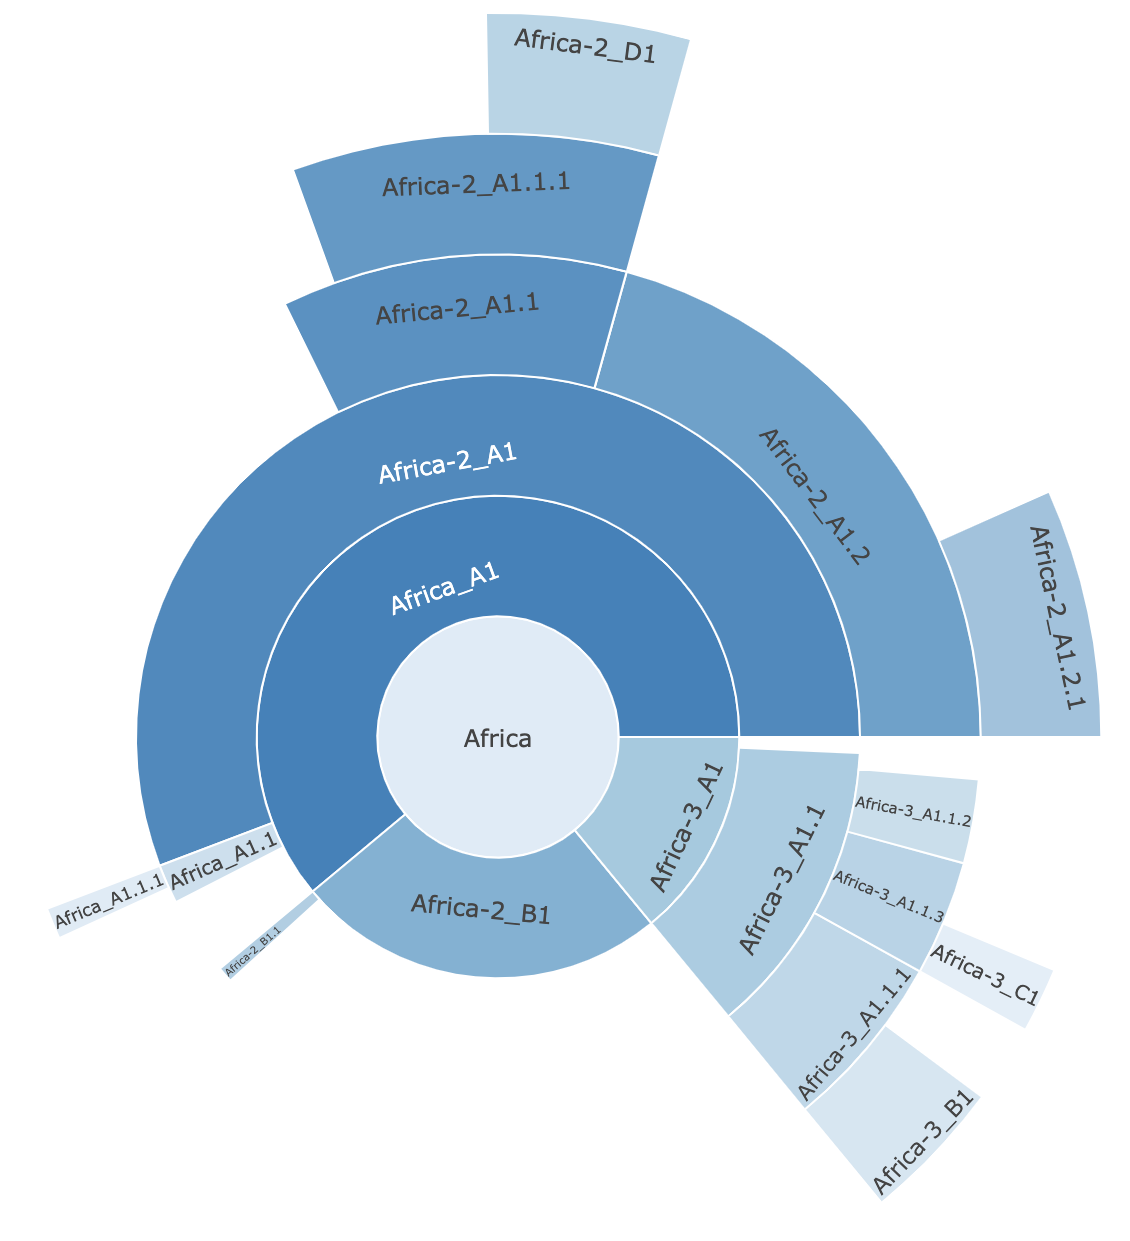 Africa-2_D1
Africa-2_A1.1.1
Africa-2_A1.1
Africa-2_A1
Africa-2_A1.2
Africa-2_A1.2.1
Africa_A1
Africa
Africa-3_A1
Africa-3_A1.1
Africa-3_A1.1.2
Africa-3_A1.1.3
Africa_A1.1
Africa_A1.1.1
Africa-2_B1
Africa-2_B1.1
Africa-3_C1
Africa-3_A1.1.1
Africa-3_B1